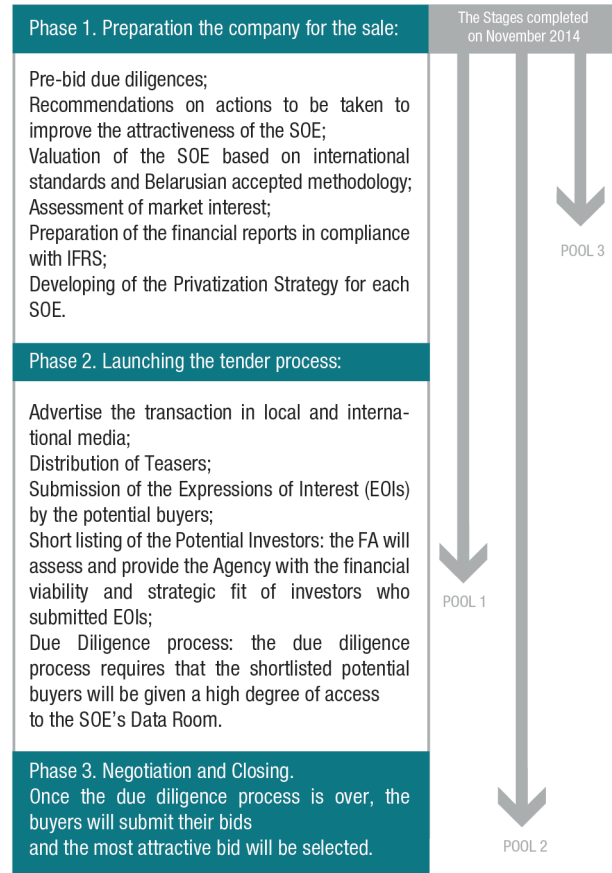 Phase 1. Preparation the company for the sale:
The Stages completed
on November 2014
Pre-bid due diligences;
Recommendations on actions to be taken to
improve the attractiveness of the SOE;
Valuation of the SOE based on international
standards and Belarusian accepted methodology;
Assessment of market interest;
Preparation of the financial reports in compliance
with IFRS;
Developing of the Privatization Strategy for each
SOE.
POOL 3
Phase 2. Launching the tender process:
Advertise the transaction in local and interna-
tional media;
Distribution of Teasers;
Submission of the Expressions of Interest (EOIs)
by the potential buyers;
Short listing of the Potential Investors: the FA will
assess and provide the Agency with the financial
viability and strategic fit of investors who
submitted EOIs;
Due Diligence process: the due diligence
process requires that the shortlisted potential
buyers will be given a high degree of access
to the SOE's Data Room.
POOL 1
Phase 3. Negotiation and Closing.
Once the due diligence process is over, the
buyers will submit their bids
and the most attractive bid will be selected.
POOL 2